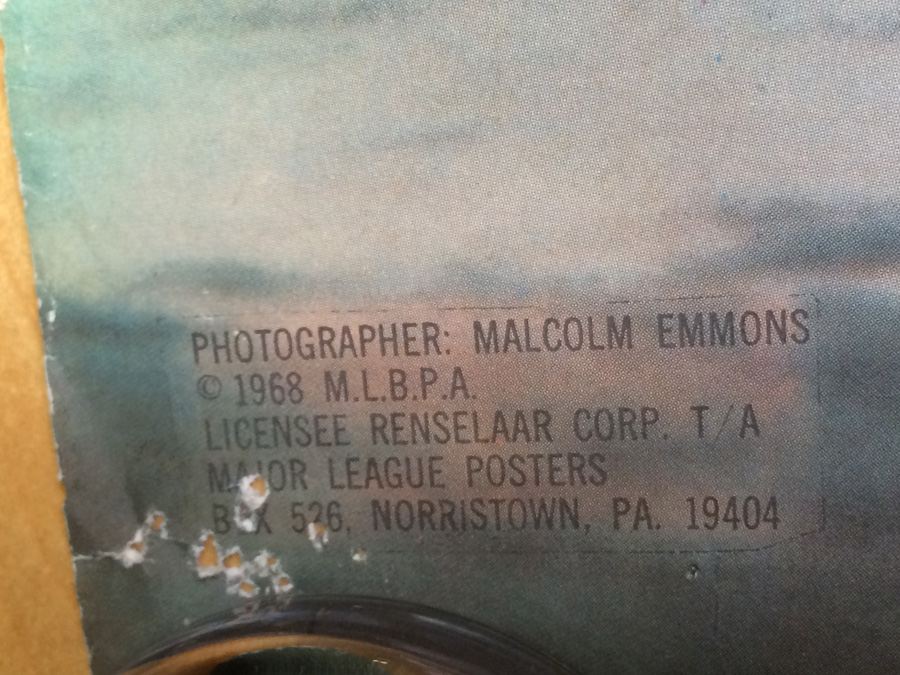 PHOTOGRAPHER: MALCOLM EMMONS
© 1968 M.L.B.P.A.
LICENSEE RENSELAAR CORP. T/A
MAJOR LEAGUE POSTERS
BOX 526, NORRISTOWN, PA. 19404